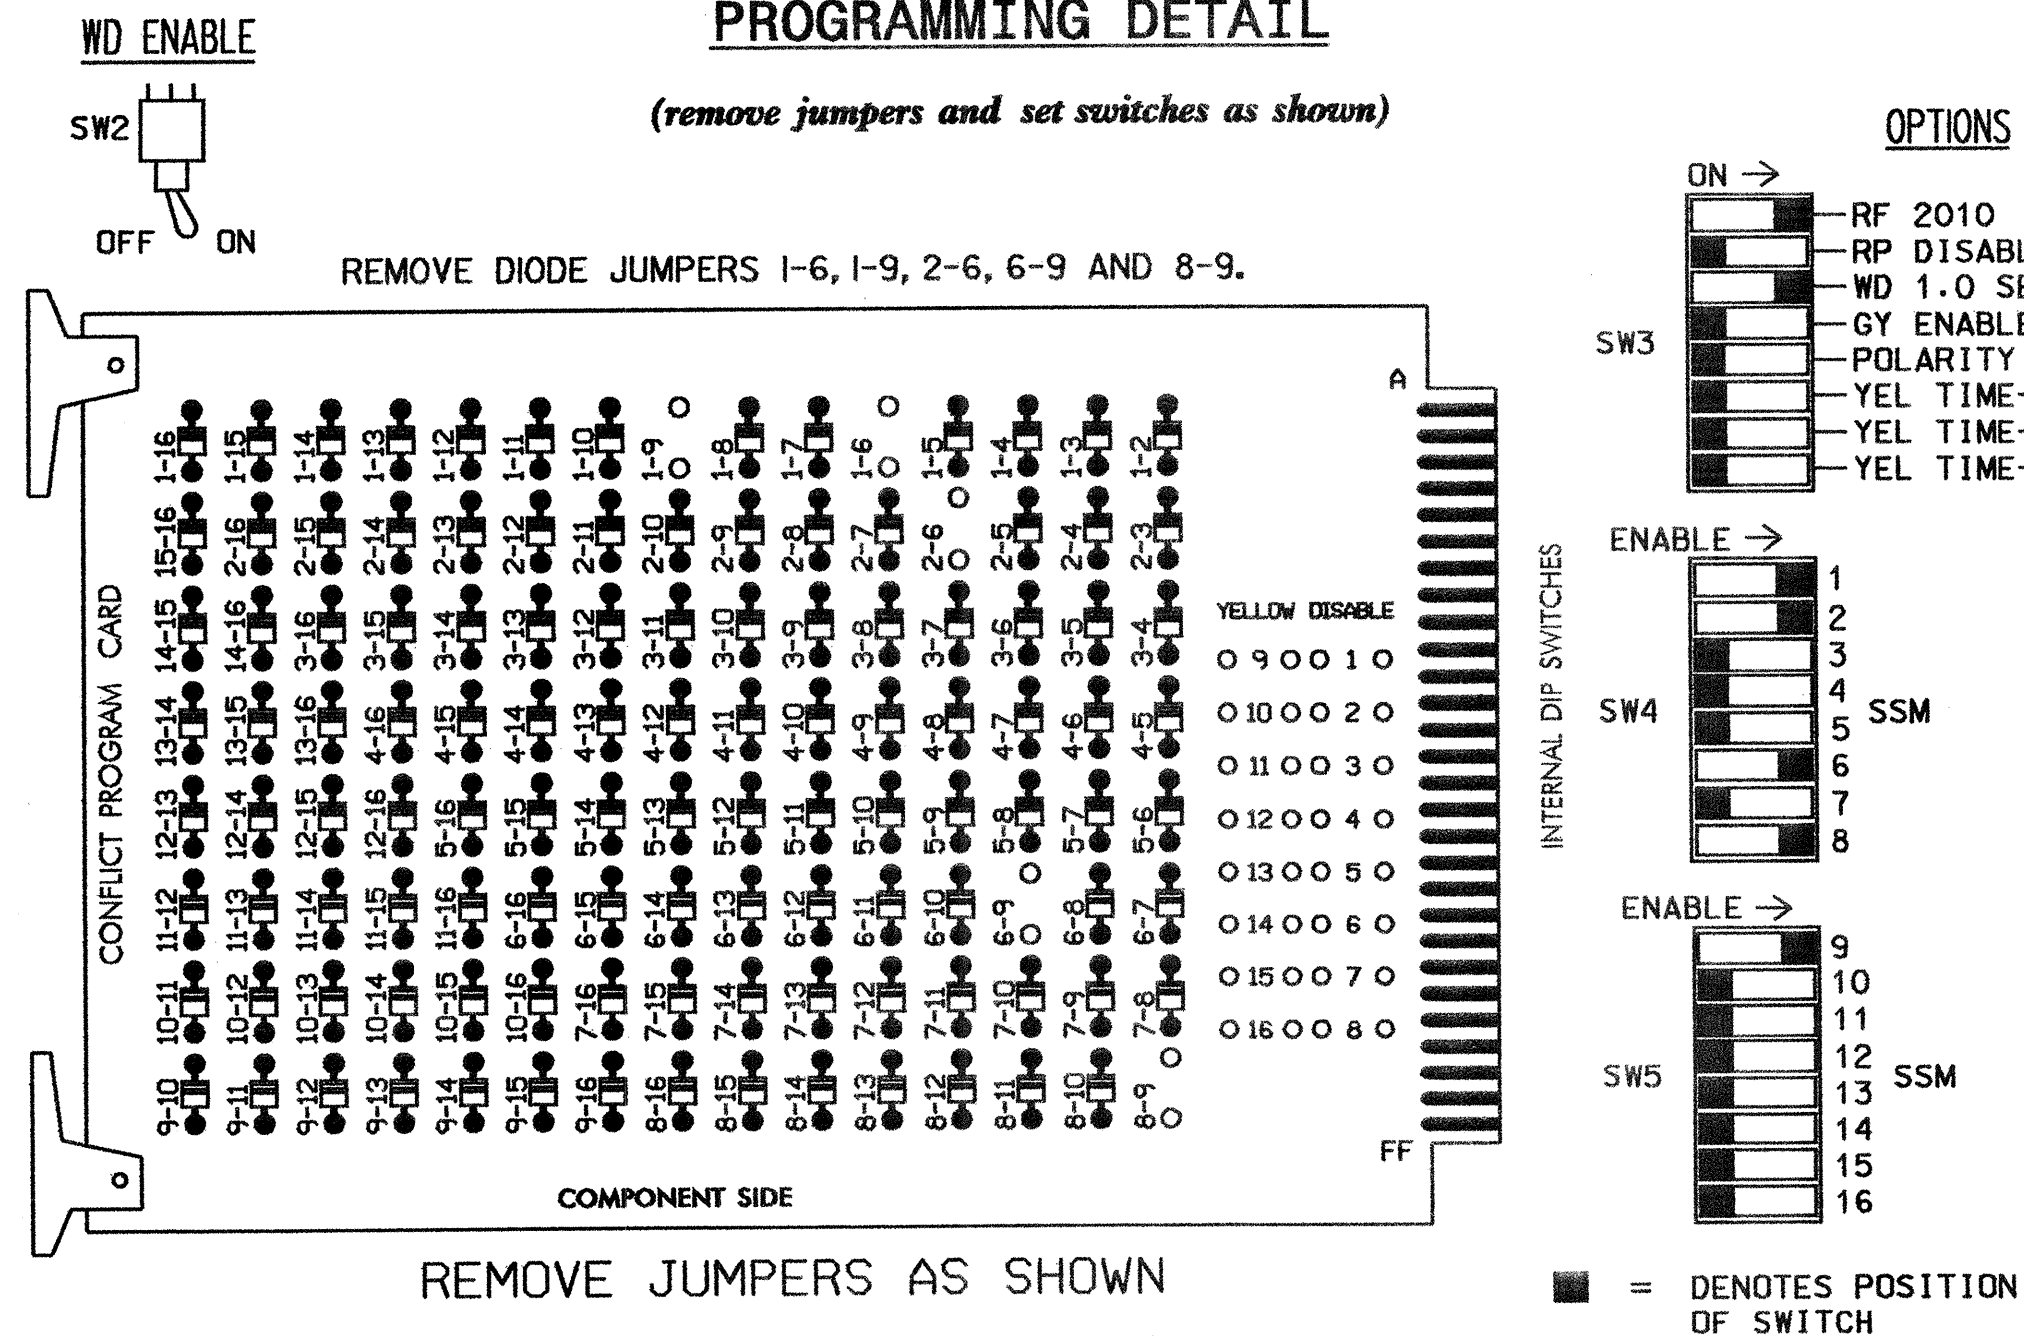 PROGRAMMING DETAIL
(remove jumpers and set switches as shown)
WD ENABLE
SW2
OFF ON
REMOVE DIODE JUMPERS 1-6, 1-9, 2-6, 6-9 AND 8-9.
CONFLICT PROGRAM CARD
1-16 1-15 1-14 1-13 1-12 1-11 1-10 1-9 1-8 1-7 1-6 1-5 1-4 1-3 1-2
15-16 2-16 2-15 2-14 2-13 2-12 2-11 2-10 2-9 2-8 2-7 2-6 2-5 2-4 2-3
14-15 14-16 3-16 3-15 3-14 3-13 3-12 3-11 3-10 3-9 3-8 3-7 3-6 3-5 3-4
13-14 13-15 13-16 4-16 4-15 4-14 4-13 4-12 4-11 4-10 4-9 4-8 4-7 4-6 4-5
12-13 12-14 12-15 12-16 5-16 5-15 5-14 5-13 5-12 5-11 5-10 5-9 5-8 5-7 5-6
11-12 11-13 11-14 11-15 11-16 6-16 6-15 6-14 6-13 6-12 6-11 6-10 6-9 6-8 6-7
10-11 10-12 10-13 10-14 10-15 10-16 7-16 7-15 7-14 7-13 7-12 7-11 7-10 7-9 7-8
9-10 9-11 9-12 9-13 9-14 9-15 9-16 8-16 8-15 8-14 8-13 8-12 8-11 8-10 8-9
A
YELLOW DISABLE
9 1
10 2
11 3
12 4
13 5
14 6
15 7
16 8
FF
COMPONENT SIDE
REMOVE JUMPERS AS SHOWN
INTERNAL DIP SWITCHES
OPTIONS
ON →
SW3
RF 2010
RP DISABL
WD 1.0 SE
GY ENABLE
POLARITY
YEL TIME-
YEL TIME-
YEL TIME-
ENABLE →
SW4
1
2
3
4
5
6
7
8
SSM
ENABLE →
SW5
9
10
11
12
13
14
15
16
SSM
= DENOTES POSITION
OF SWITCH